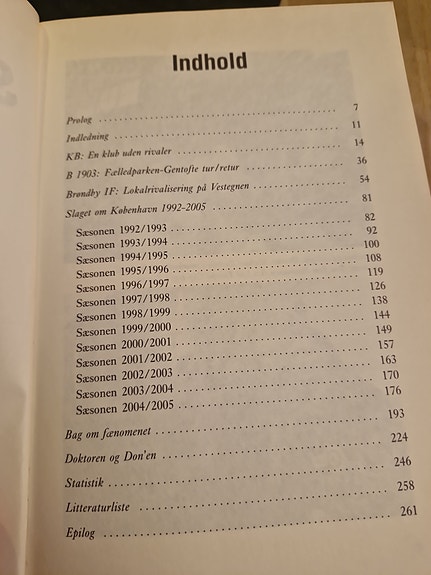 Indhold
Prolog 7
Indledning 11
KB: En klub uden rivaler 14
B 1903: Fælledparken-Gentofte tur/retur 36
Brøndby IF: Lokalrivalisering på Vestegnen 54
Slaget om København 1992-2005 81
Sæsonen 1992/1993 82
Sæsonen 1993/1994 92
Sæsonen 1994/1995 100
Sæsonen 1995/1996 108
Sæsonen 1996/1997 119
Sæsonen 1997/1998 126
Sæsonen 1998/1999 138
Sæsonen 1999/2000 144
Sæsonen 2000/2001 149
Sæsonen 2001/2002 157
Sæsonen 2002/2003 163
Sæsonen 2003/2004 170
Sæsonen 2004/2005 176
Bag om fænomenet 193
Doktoren og Don'en 224
Statistik 246
Litteraturliste 258
Epilog 261